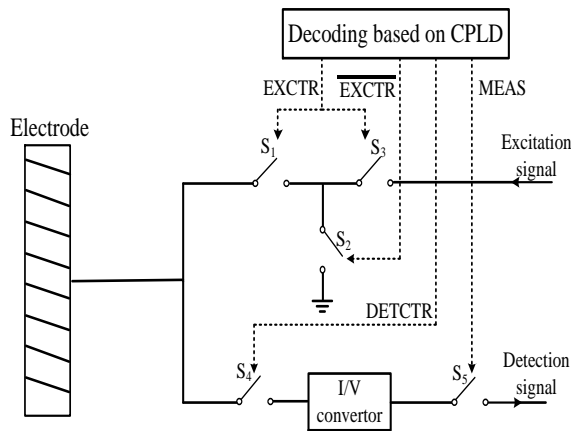 Decoding based on CPLD
EXCTR
EXCTR
MEAS
Electrode
S1
S3
Excitation
signal
S2
DETCTR
S4
I/V
convertor
S5
Detection
signal